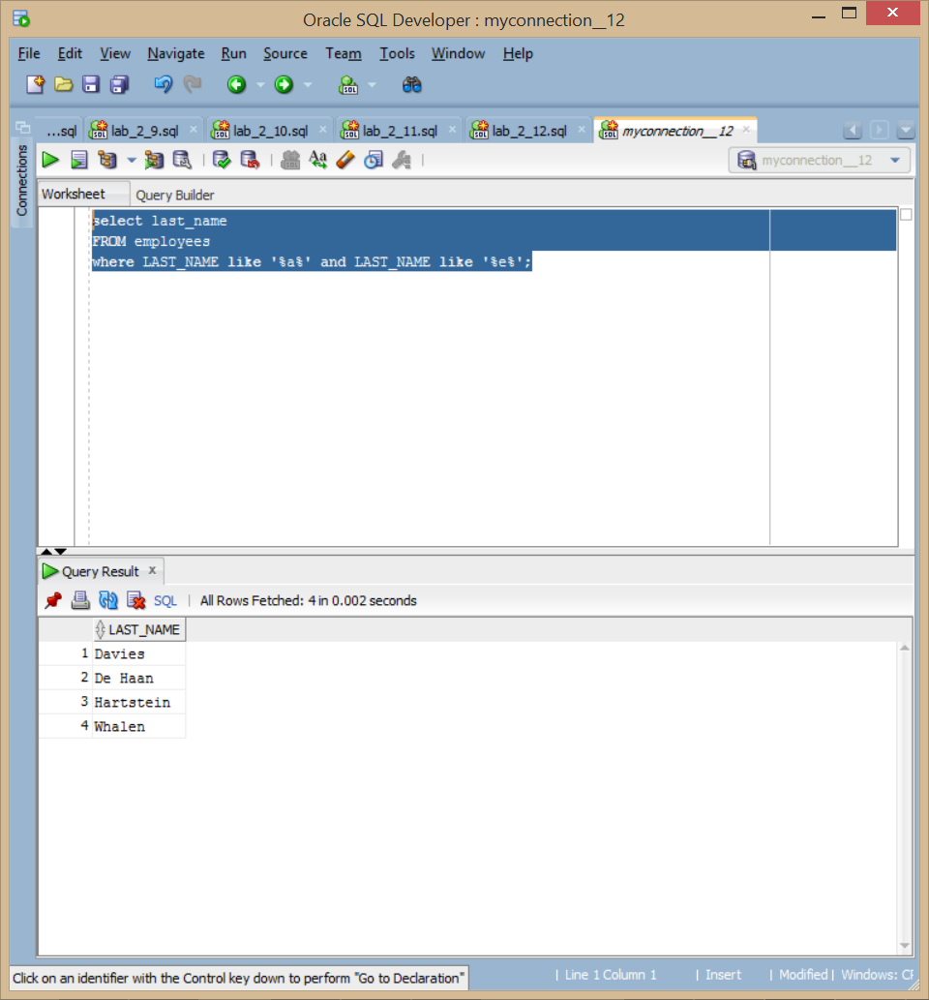 Oracle SQL Developer : myconnection__12
File Edit View Navigate Run Source Team Tools Window Help
...sql lab_2_9.sql lab_2_10.sql lab_2_11.sql lab_2_12.sql myconnection__12
Connections
myconnection__12
Worksheet Query Builder
select last_name
FROM employees
where LAST_NAME like '%a%' and LAST_NAME like '%e%';
Query Result x
SQL | All Rows Fetched: 4 in 0.002 seconds
LAST_NAME
1 Davies
2 De Haan
3 Hartstein
4 Whalen
Click on an identifier with the Control key down to perform "Go to Declaration"
| Line 1 Column 1 | Insert | Modified | Windows: